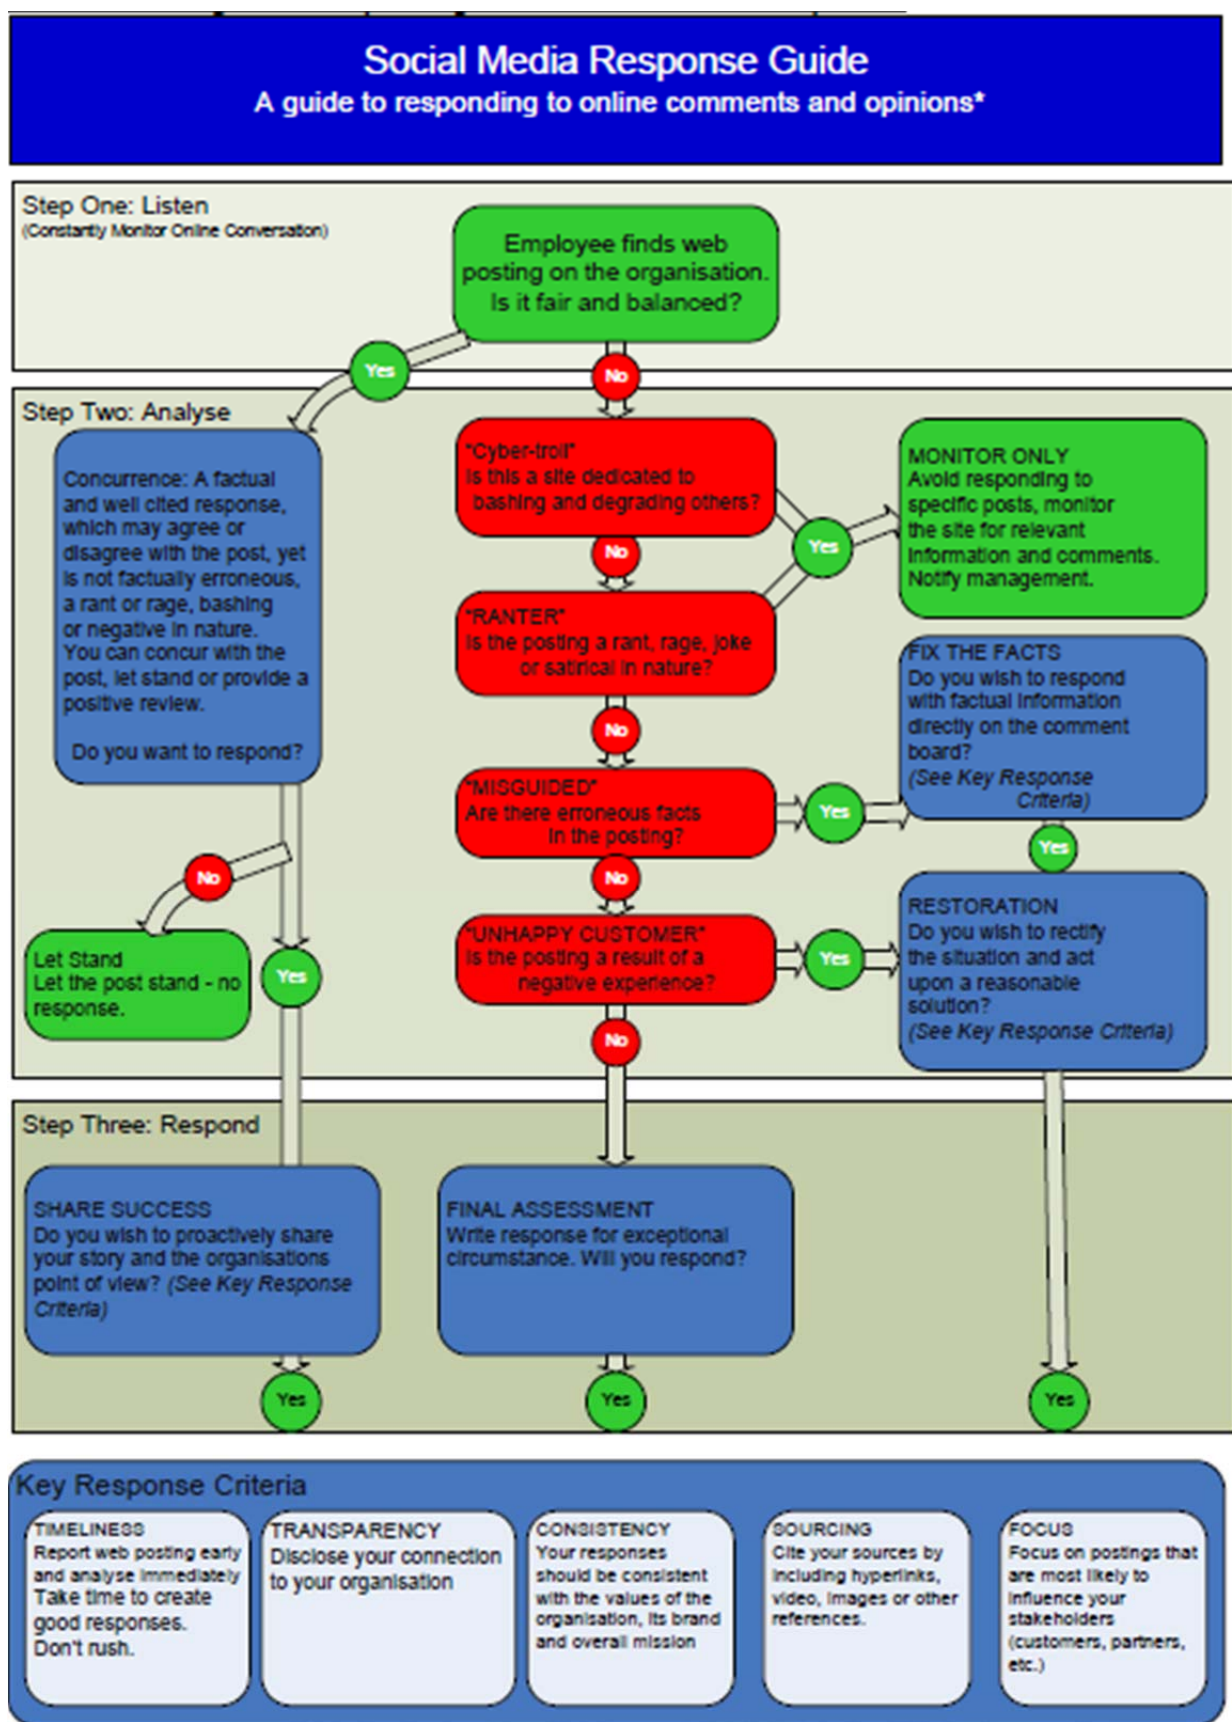 Social Media Response Guide
A guide to responding to online comments and opinions*
Step One: Listen
(Constantly Monitor Online Conversation)
Employee finds web
posting on the organisation.
Is it fair and balanced?
Yes
No
Step Two: Analyse
Concurrence: A factual
and well cited response,
which may agree or
disagree with the post, yet
is not factually erroneous,
a rant or rage, bashing
or negative in nature.
You can concur with the
post, let stand or provide a
positive review.
Do you want to respond?
No
Let Stand
Let the post stand - no
response.
Yes
"Cyber-troll"
Is this a site dedicated to
bashing and degrading others?
No
Yes
MONITOR ONLY
Avoid responding to
specific posts, monitor
the site for relevant
information and comments.
Notify management.
"RANTER"
Is the posting a rant, rage, joke
or satirical in nature?
No
"MISGUIDED"
Are there erroneous facts
in the posting?
Yes
FIX THE FACTS
Do you wish to respond
with factual information
directly on the comment
board?
(See Key Response
Criteria)
Yes
No
"UNHAPPY CUSTOMER"
Is the posting a result of a
negative experience?
Yes
RESTORATION
Do you wish to rectify
the situation and act
upon a reasonable
solution?
(See Key Response Criteria)
No
Step Three: Respond
SHARE SUCCESS
Do you wish to proactively share
your story and the organisations
point of view? (See Key Response
Criteria)
Yes
FINAL ASSESSMENT
Write response for exceptional
circumstance. Will you respond?
Yes
Yes
Key Response Criteria
TIMELINESS
Report web posting early
and analyse immediately
Take time to create
good responses.
Don't rush.
TRANSPARENCY
Disclose your connection
to your organisation
CONSISTENCY
Your responses
should be consistent
with the values of the
organisation, its brand
and overall mission
SOURCING
Cite your sources by
including hyperlinks,
video, images or other
references.
FOCUS
Focus on postings that
are most likely to
influence your
stakeholders
(customers, partners,
etc.)